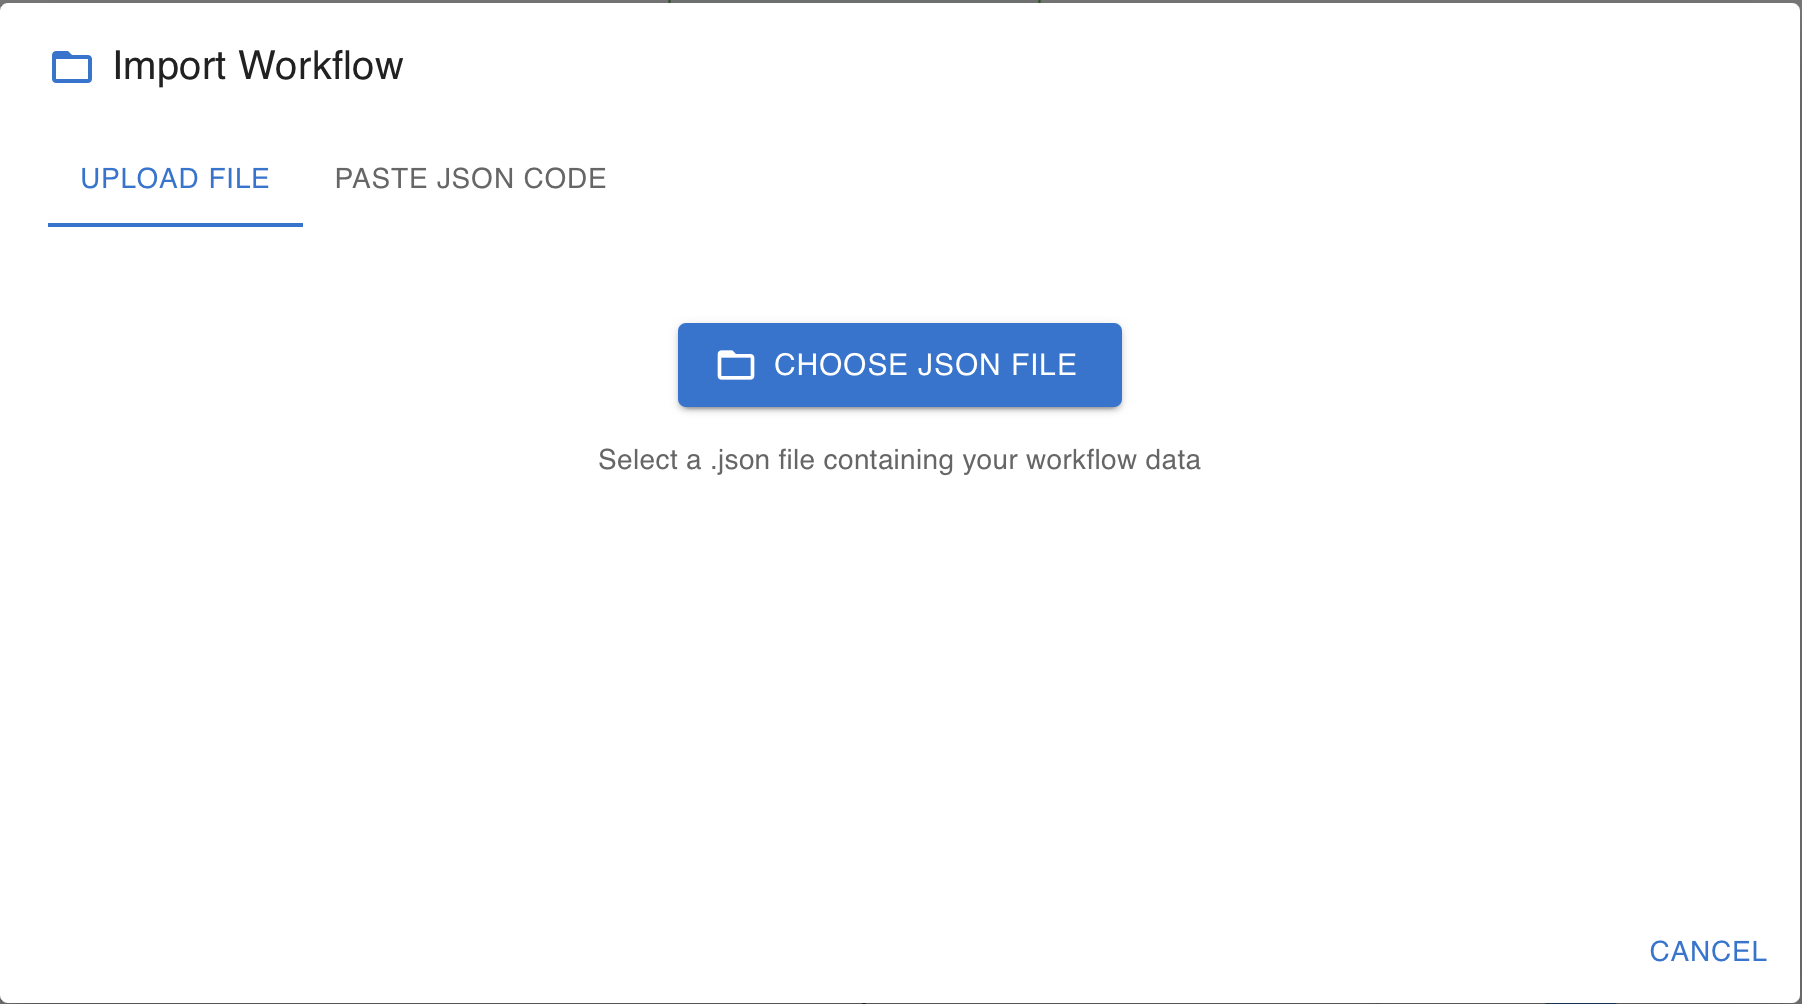 Import Workflow
UPLOAD FILE PASTE JSON CODE
CHOOSE JSON FILE
Select a .json file containing your workflow data
CANCEL